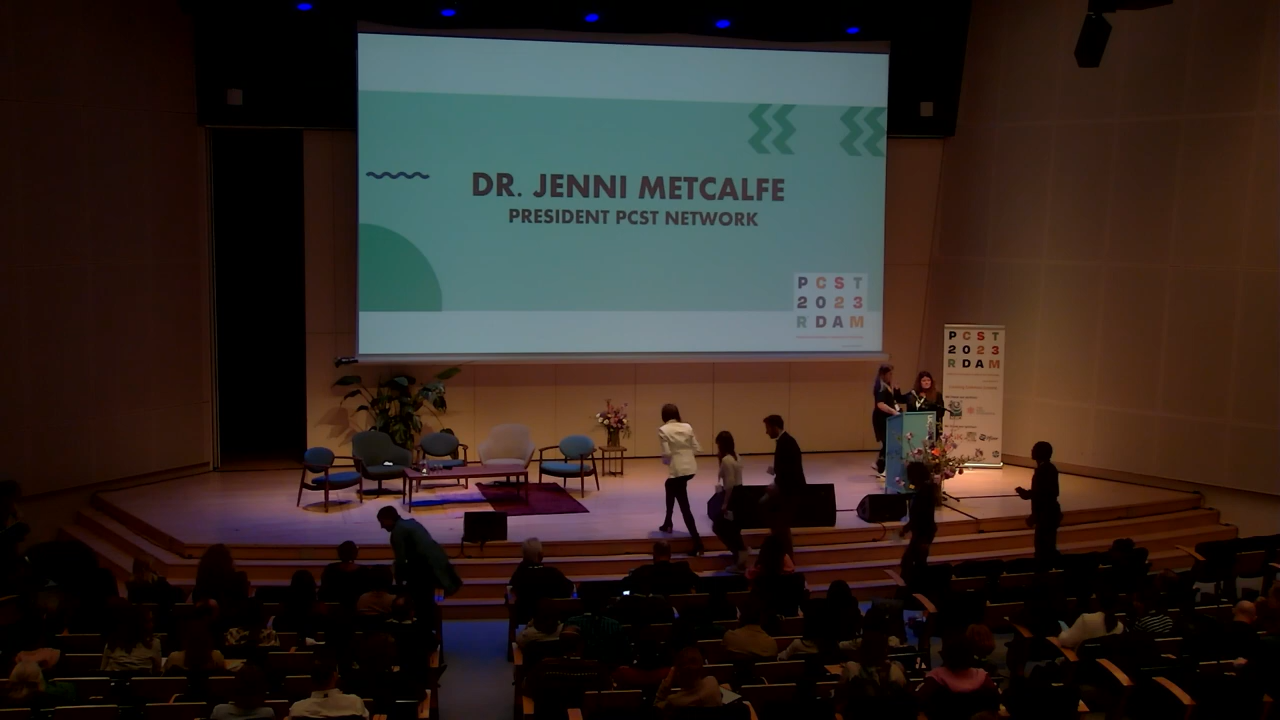 DR. JENNI METCALFE
PRESIDENT PCST NETWORK
PCST
2023
RDAM
PCST
2023
RDAM